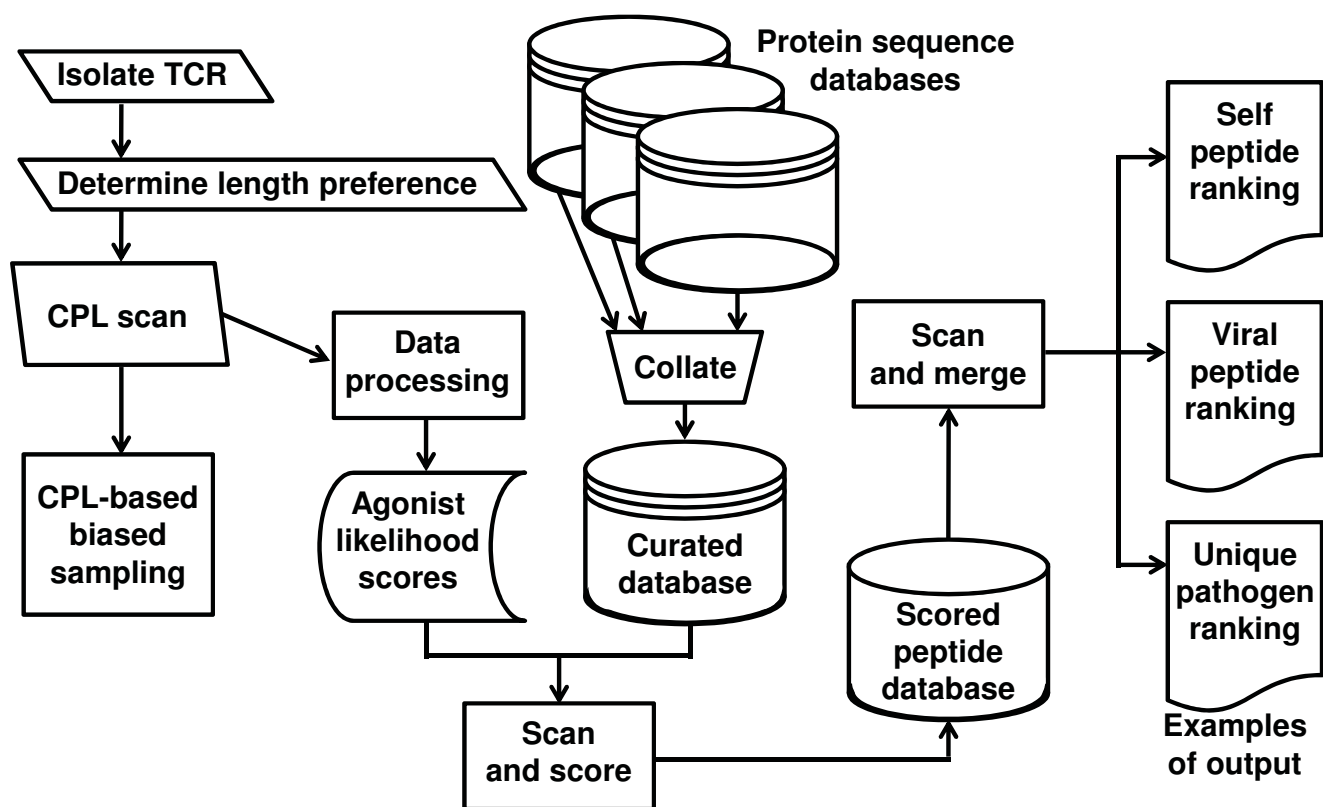 Isolate TCR
Determine length preference
CPL scan
CPL-based
biased
sampling
Data
processing
Agonist
likelihood
scores
Protein sequence
databases
Collate
Curated
database
Scan
and score
Scored
peptide
database
Scan
and merge
Self
peptide
ranking
Viral
peptide
ranking
Unique
pathogen
ranking
Examples
of output